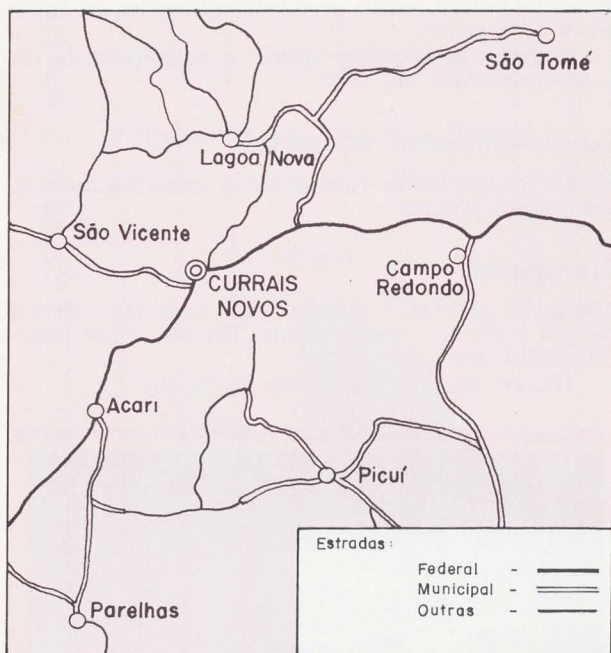 São Tomé
Lagoa Nova
São Vicente
CURRAIS
NOVOS
Campo
Redondo
Acari
Picuí
Parelhas
Estradas:
Federal -
Municipal -
Outras -